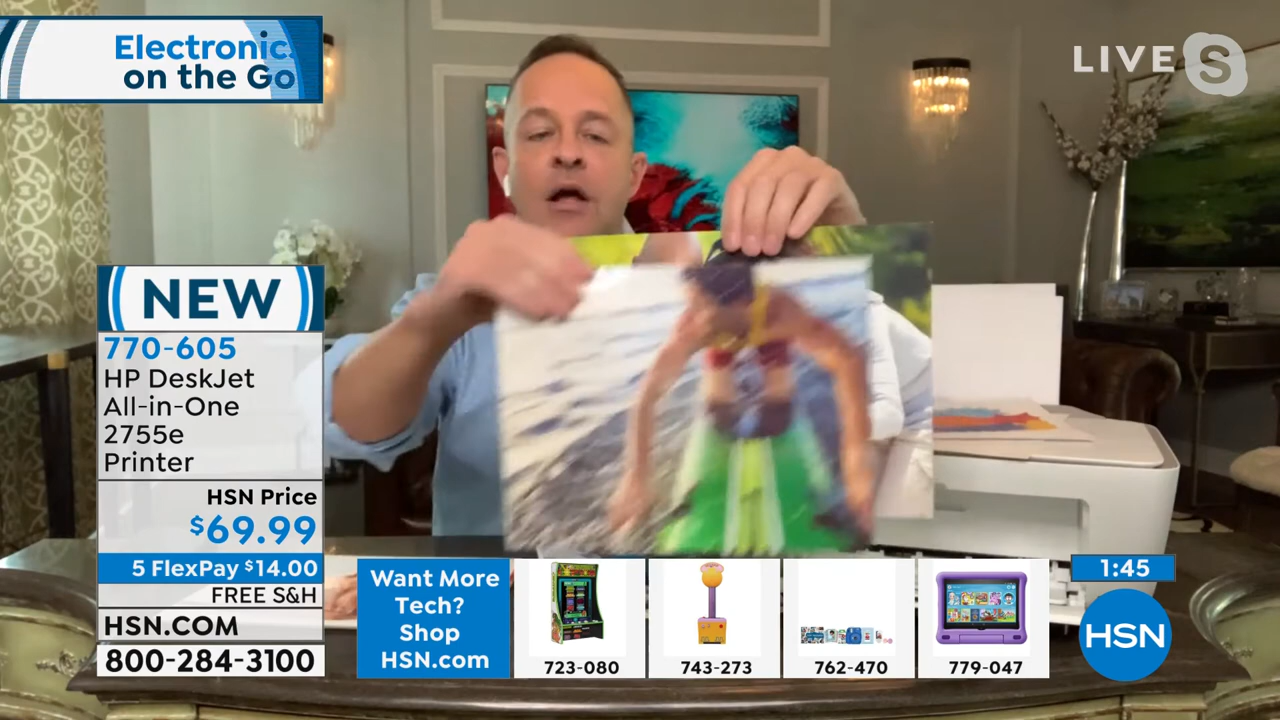 Electronic
on the Go
LIVE S
NEW
770-605
HP DeskJet
All-in-One
2755e
Printer
HSN Price
$69.99
5 FlexPay $14.00
FREE S&H
HSN.COM
800-284-3100
Want More
Tech?
Shop
HSN.com
723-080
743-273
762-470
779-047
1:45
HSN